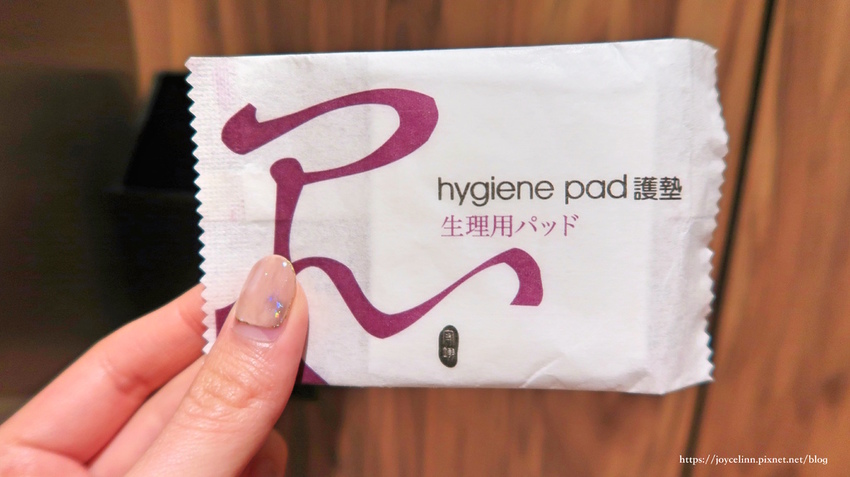 hygiene pad 護墊
生理用パッド
https://joycelinn.pixnet.net/blog